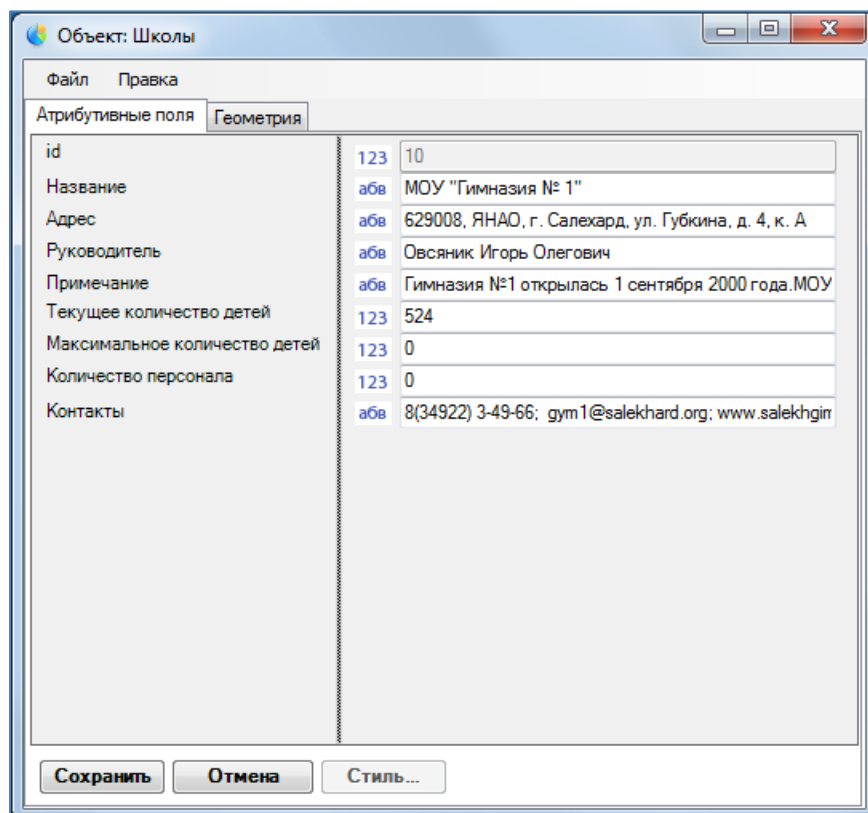 Объект: Школы
Файл Правка
Атрибутивные поля Геометрия
id 123 10
Название абв МОУ "Гимназия № 1"
Адрес абв 629008, ЯНАО, г. Салехард, ул. Губкина, д. 4, к. А
Руководитель абв Овсяник Игорь Олегович
Примечание абв Гимназия №1 открылась 1 сентября 2000 года.МОУ
Текущее количество детей 123 524
Максимальное количество детей 123 0
Количество персонала 123 0
Контакты абв 8(34922) 3-49-66; gym1@salekhard.org;
Сохранить Отмена Стиль...